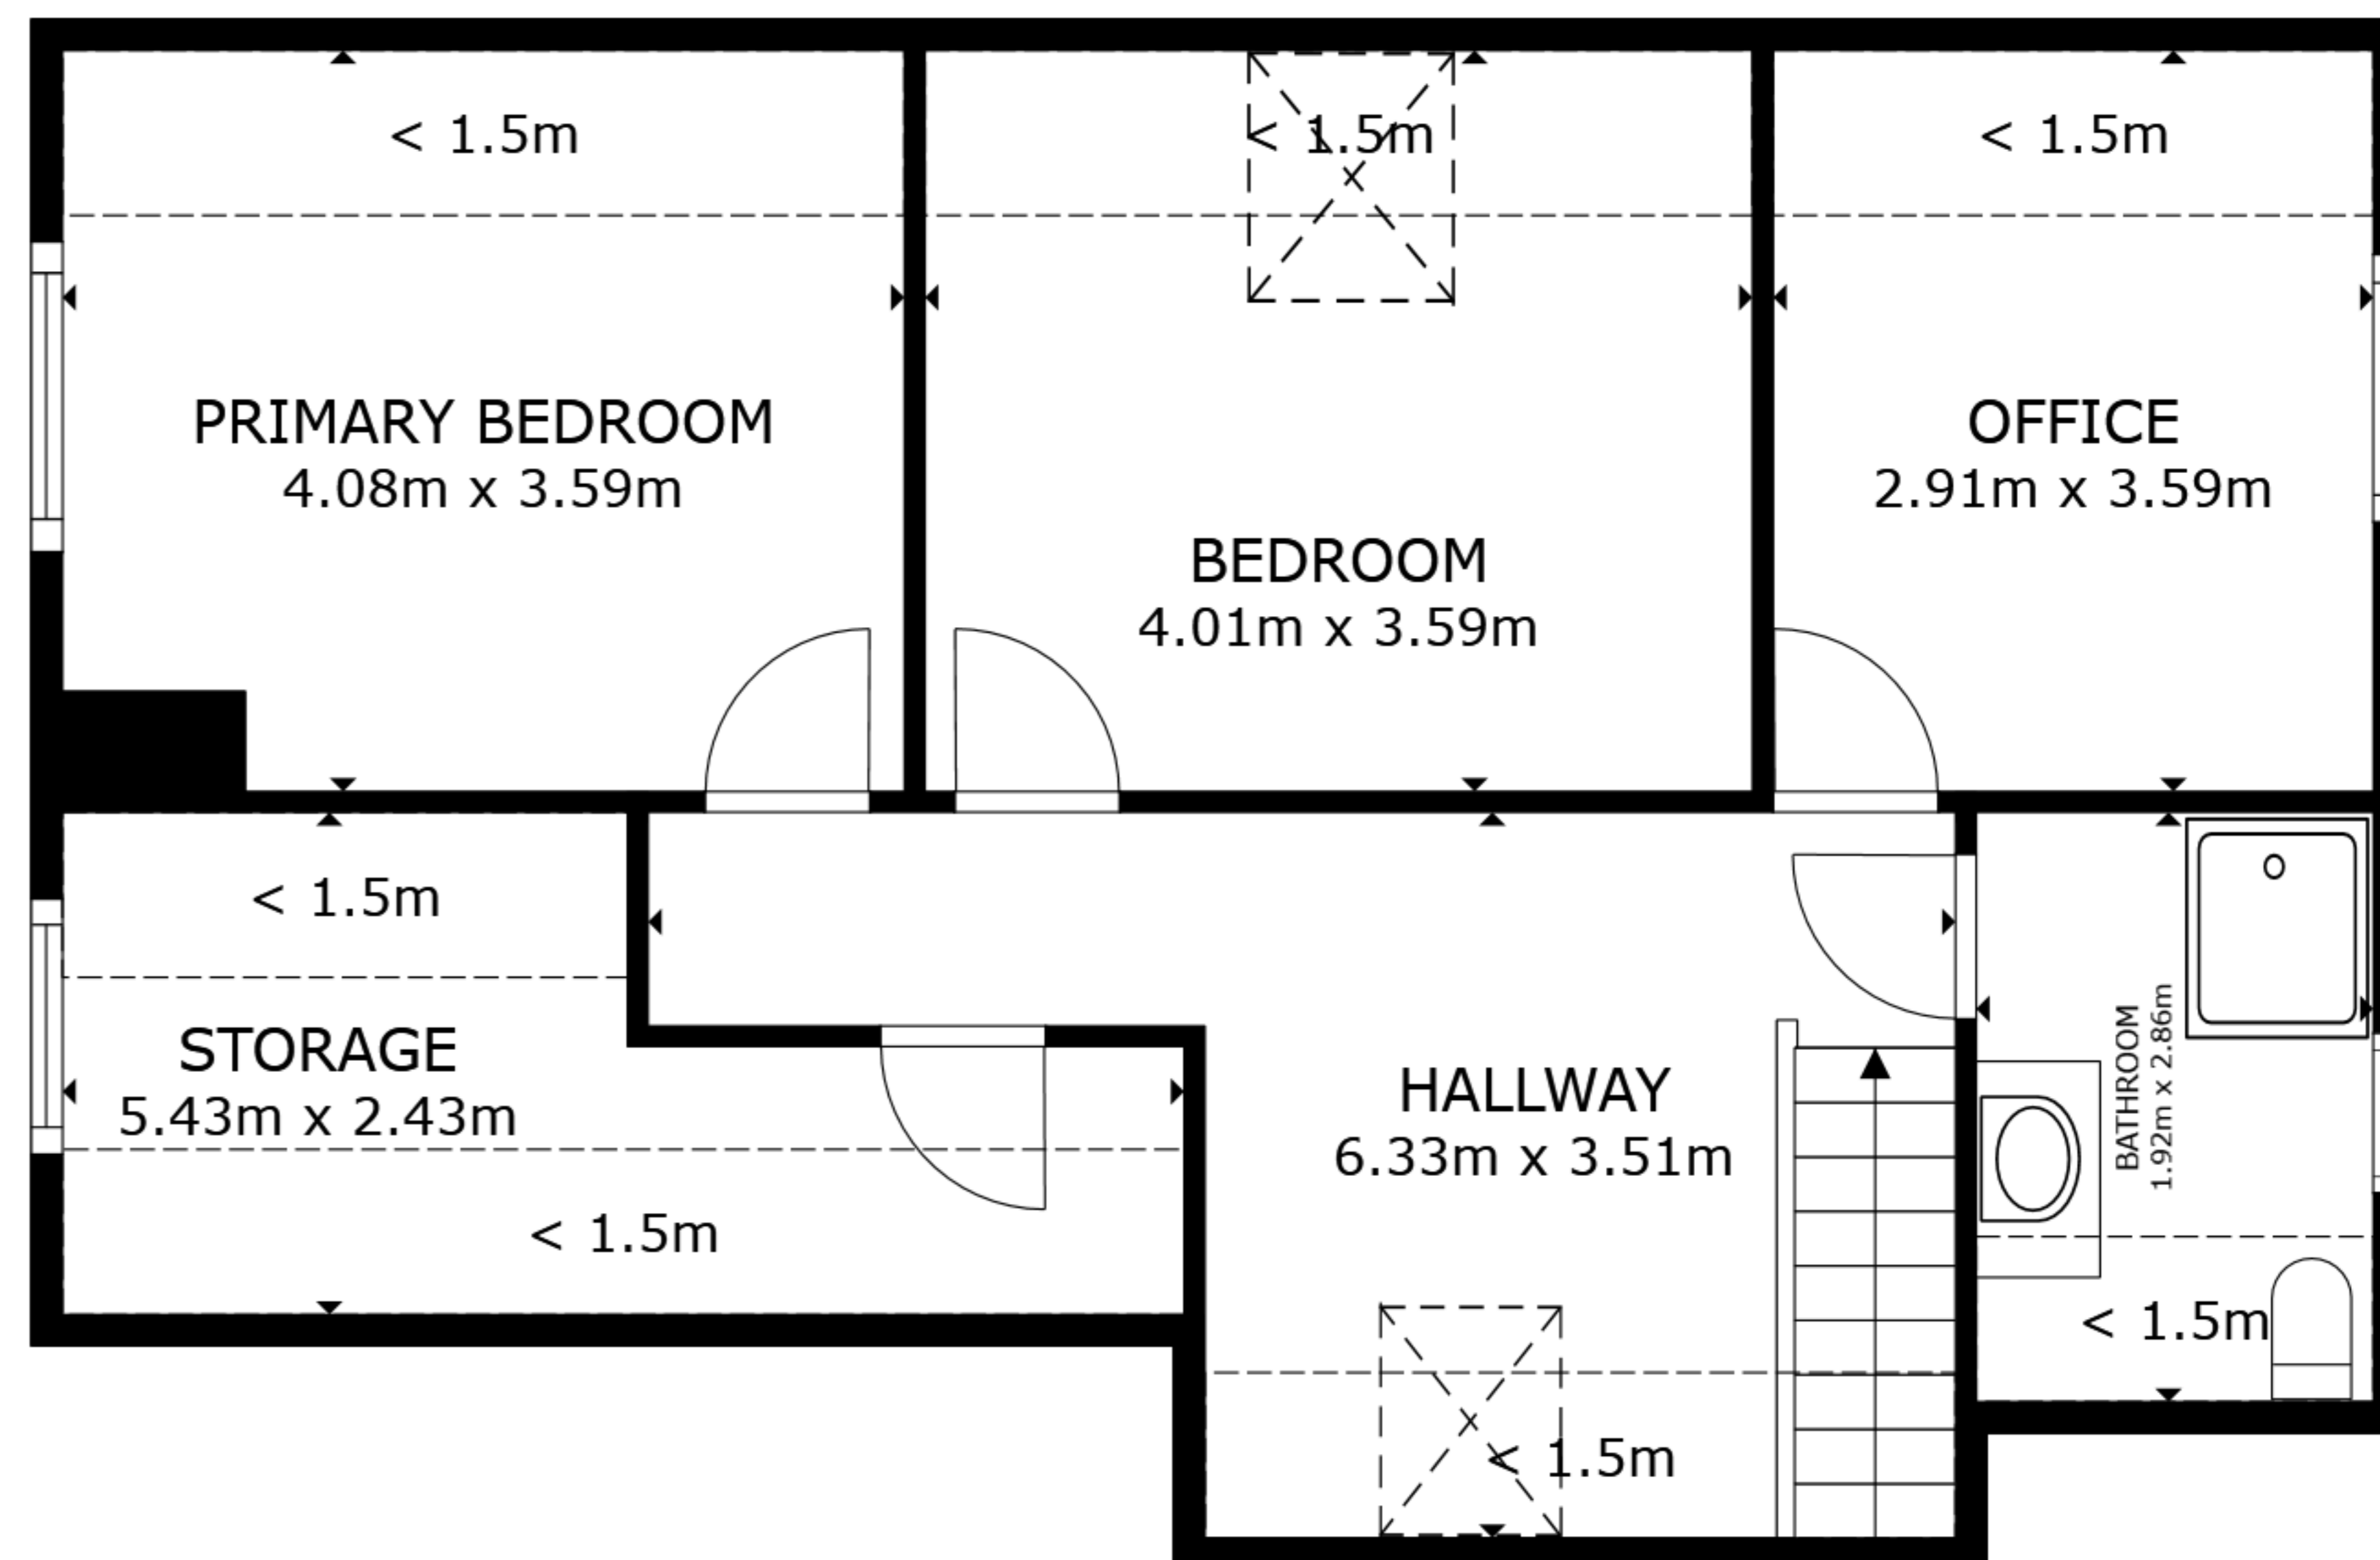 < 1.5m
< 1.5m
< 1.5m
PRIMARY BEDROOM
4.08m x 3.59m
OFFICE
2.91m x 3.59m
BEDROOM
4.01m x 3.59m
< 1.5m
STORAGE
5.43m x 2.43m
< 1.5m
HALLWAY
6.33m x 3.51m
< 1.5m
BATHROOM
1.92m x 2.86m
< 1.5m